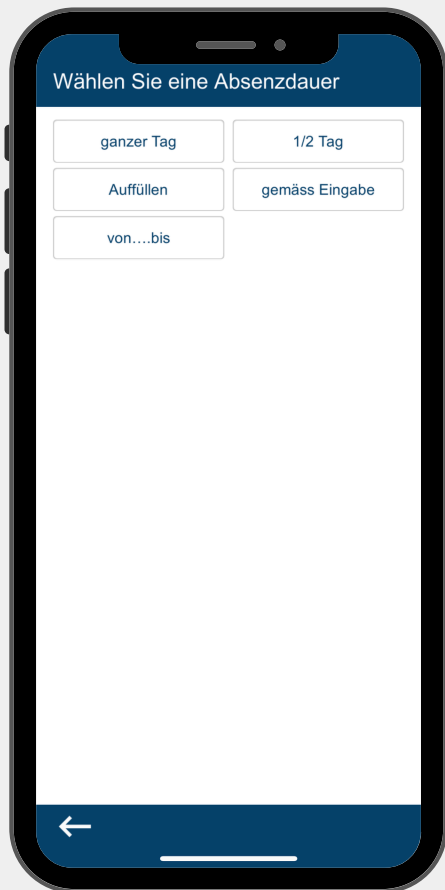 Wählen Sie eine Absenzdauer
ganzer Tag
1/2 Tag
Auffüllen
gemäss Eingabe
von....bis